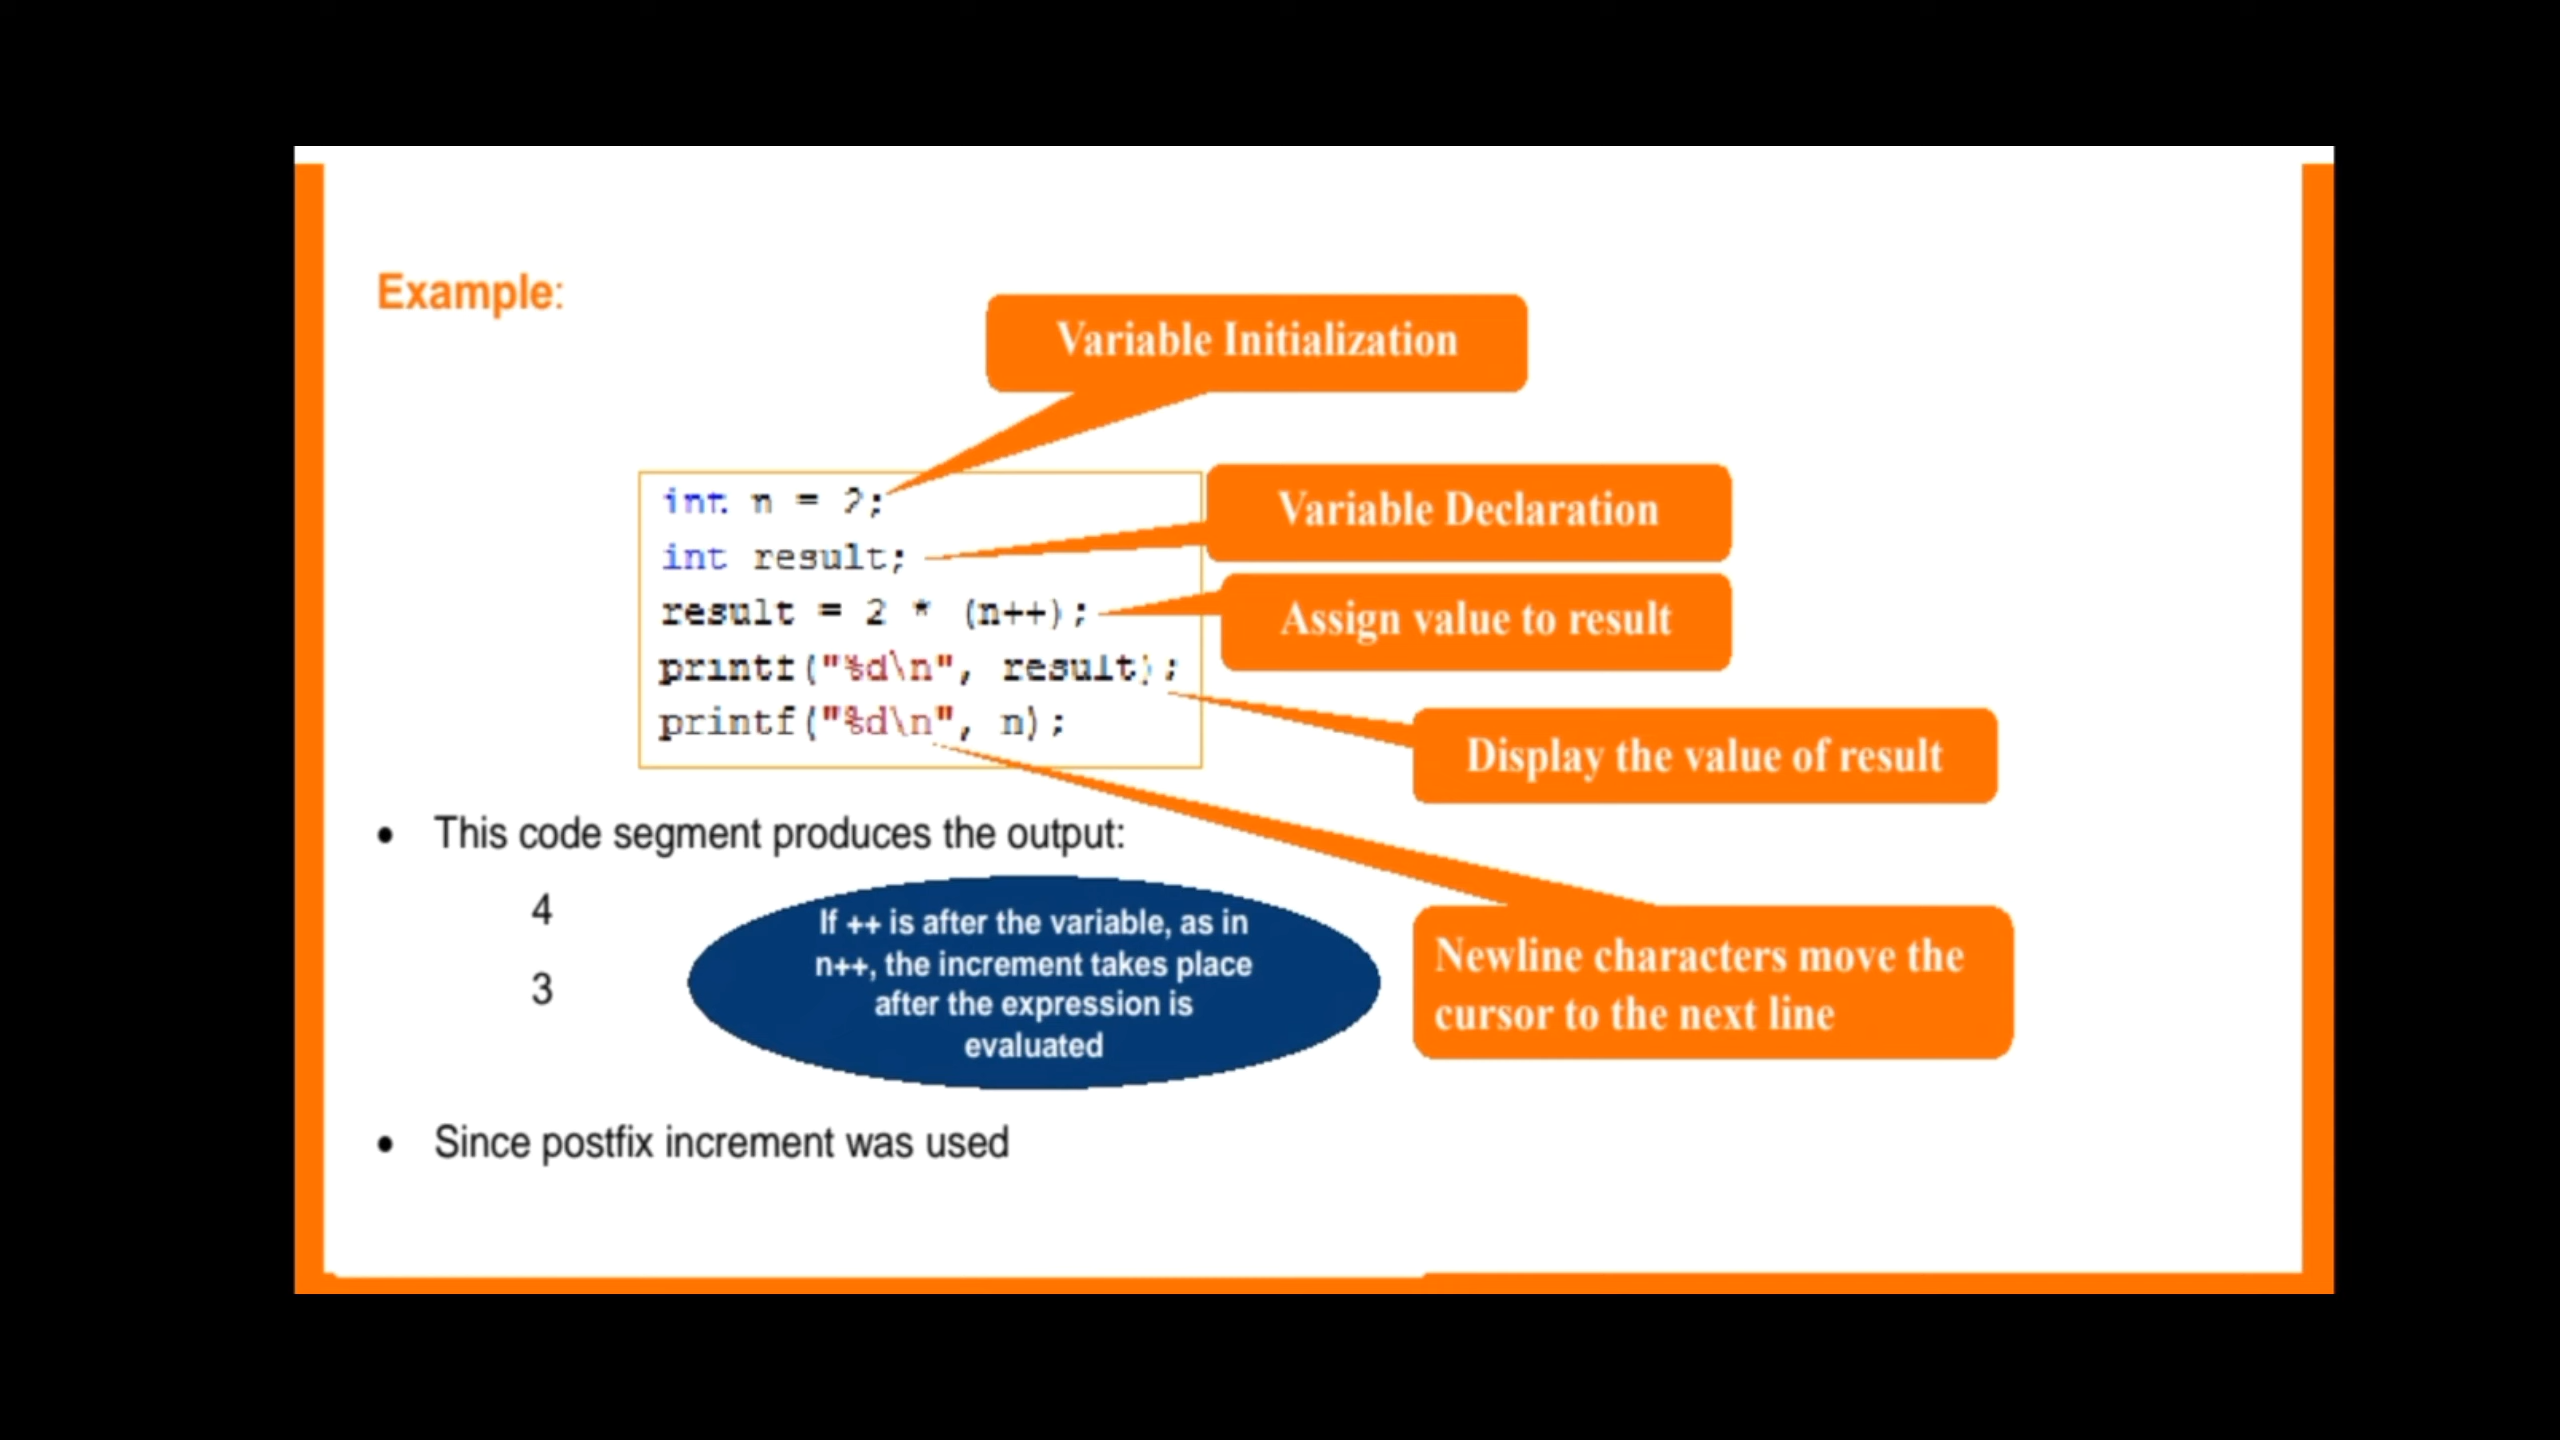 Example:
Variable Initialization
int n = 2;
Variable Declaration
int result;
Assign value to result
result = 2 * (n++);
printf("%d\n", result);
printf("%d\n", n);
Display the value of result
• This code segment produces the output:
4
3
If ++ is after the variable, as in
n++, the increment takes place
after the expression is
evaluated
Newline characters move the
cursor to the next line
• Since postfix increment was used